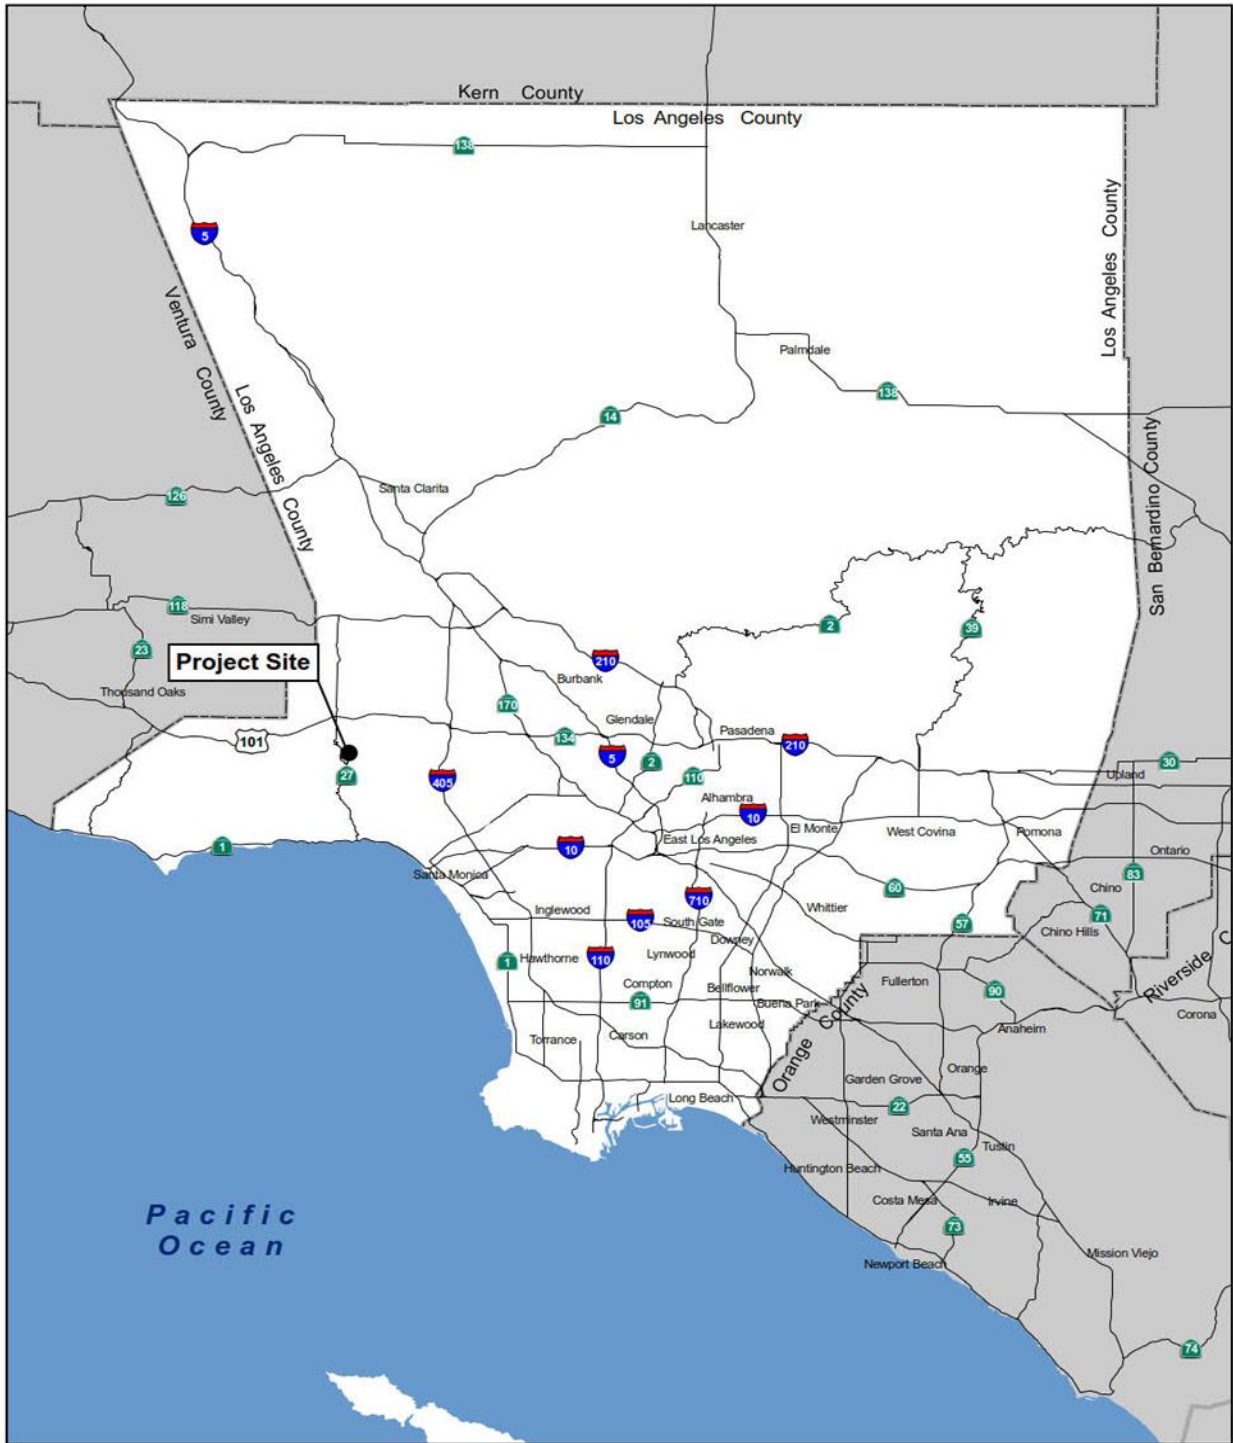 Kern County
Los Angeles County
138
Los Angeles County
5
Lancaster
Ventura County
Palmdale
Los Angeles County
138
14
San Bernardino County
126
Santa Clarita
118
Simi Valley
2
39
23
Project Site
210
Burbank
Thousand Oaks
170
Glendale
101
134
Pasadena
210
5
2
27
405
110
30
Upland
Alhambra
10
El Monte
West Covina
Pomona
1
10
East Los Angeles
Ontario
Santa Monica
83
Chino
60
710
Inglewood
105
South Gate
Whittier
57
71
Chino Hills
Downey
1
Hawthorne
110
Lynwood
Norwalk
Riverside C
Compton
Bellflower
Fullerton
90
91
Buena Park
Corona
Lakewood
Orange County
Anaheim
Torrance
Carson
Orange
Garden Grove
Long Beach
22
Westminster
Santa Ana
Tustin
55
Huntington Beach
Costa Mesa
Irvine
Pacific
Ocean
73
Mission Viejo
Newport Beach
74